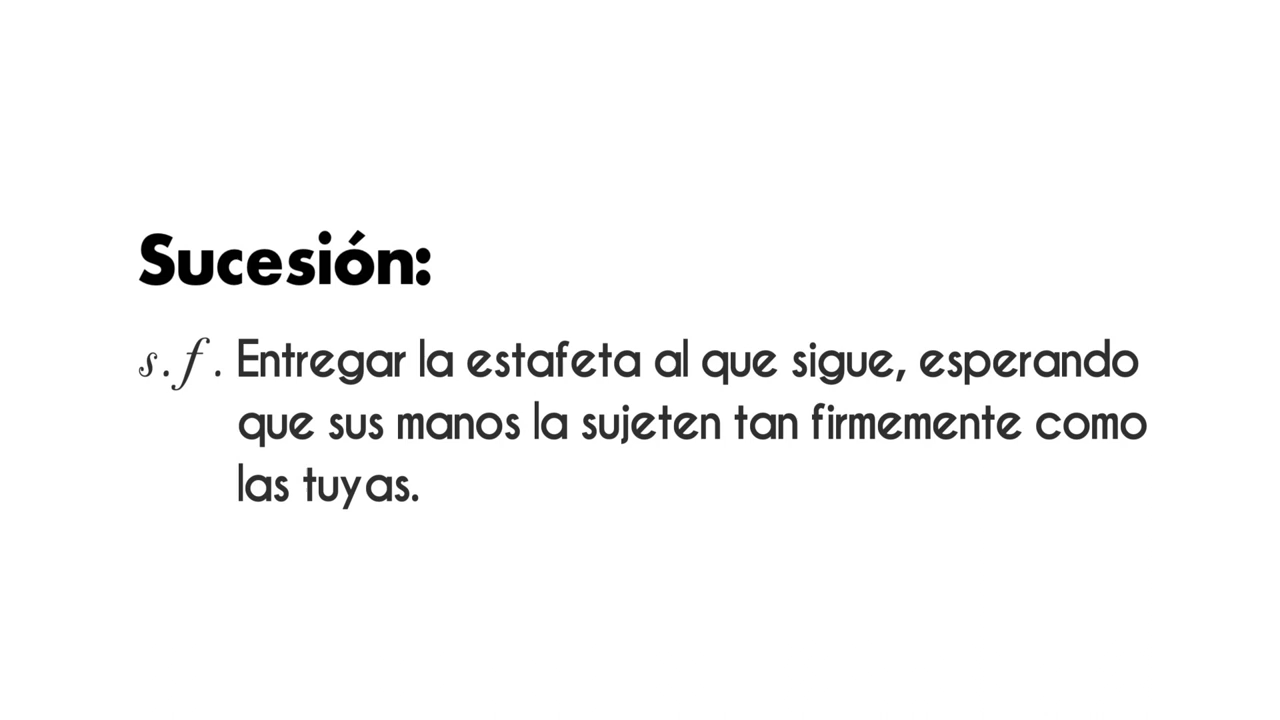 Sucesión:
s.f. Entregar la estafeta al que sigue, esperando
que sus manos la sujeten tan firmemente como
las tuyas.